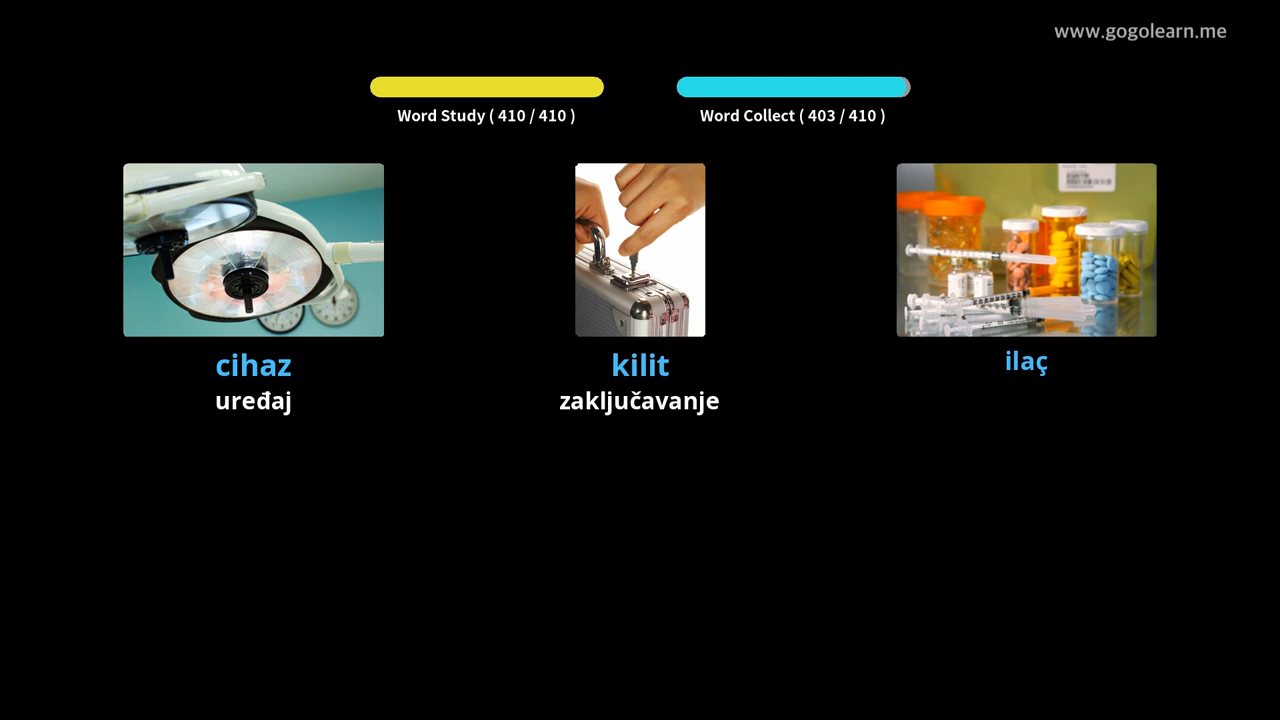 www.gogolearn.me
Word Study ( 410 / 410 )
Word Collect ( 403 / 410 )
cihaz
uređaj
kilit
zaključavanje
ilaç